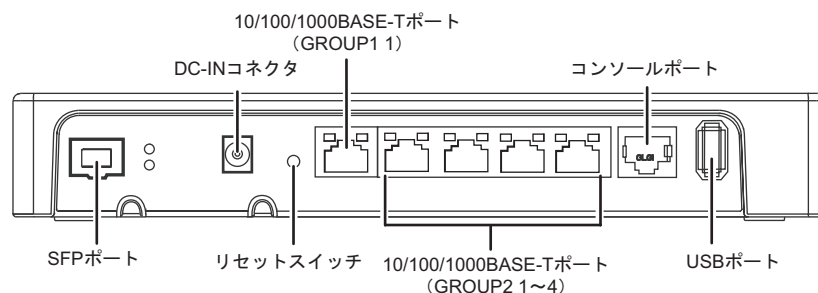 10/100/1000BASE-Tポート
（GROUP1 1）
DC-INコネクタ
コンソールポート
SFPポート
リセットスイッチ
10/100/1000BASE-Tポート
（GROUP2 1～4）
USBポート